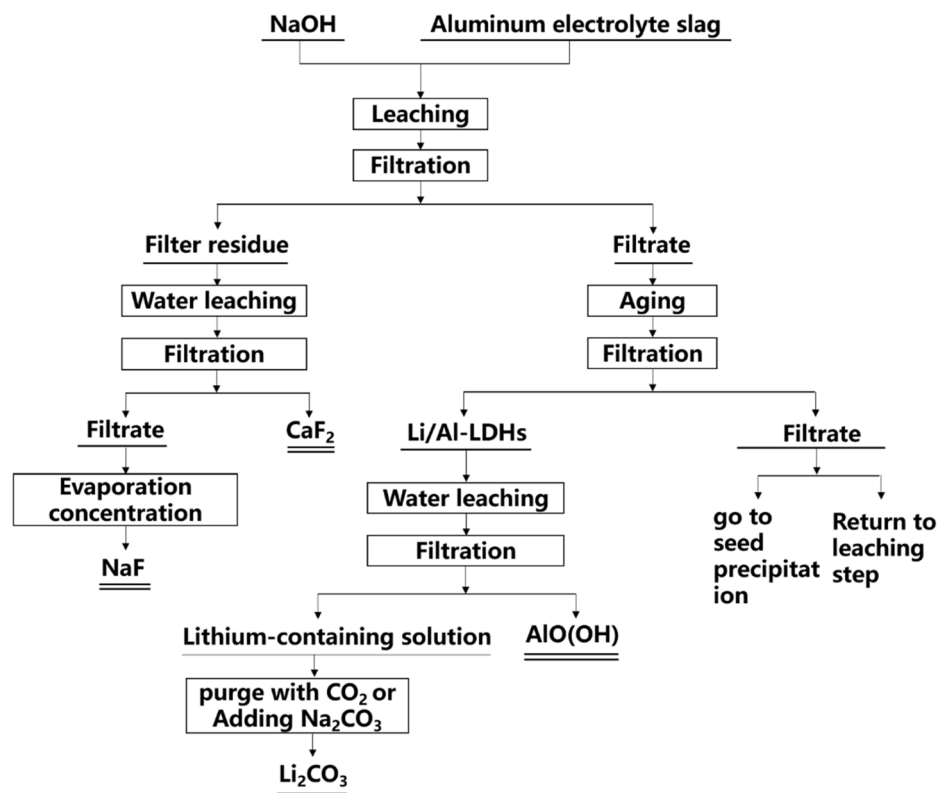 NaOH
Aluminum electrolyte slag
Leaching
Filtration
Filter residue
Filtrate
Water leaching
Aging
Filtration
Filtration
Filtrate
CaF₂
Li/Al-LDHs
Filtrate
Evaporation
concentration
Water leaching
go to
seed
precipitat
ion
Return to
leaching
step
Filtration
NaF
Lithium-containing solution
AlO(OH)
purge with CO₂ or
Adding Na₂CO₃
Li₂CO₃